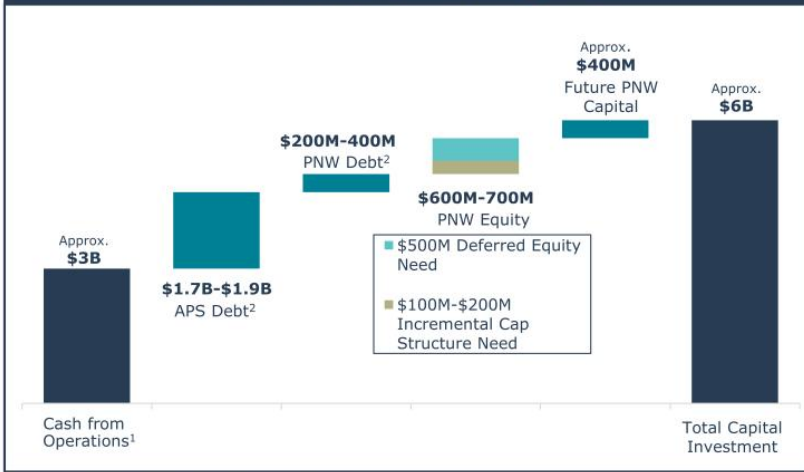 Approx.
$3B
$1.7B-$1.9B
APS Debt²
$200M-400M
PNW Debt²
$600M-700M
PNW Equity
$500M Deferred Equity
Need
$100M-$200M
Incremental Cap
Structure Need
Approx.
$400M
Future PNW
Capital
Approx.
$6B
Cash from
Operations¹
Total Capital
Investment